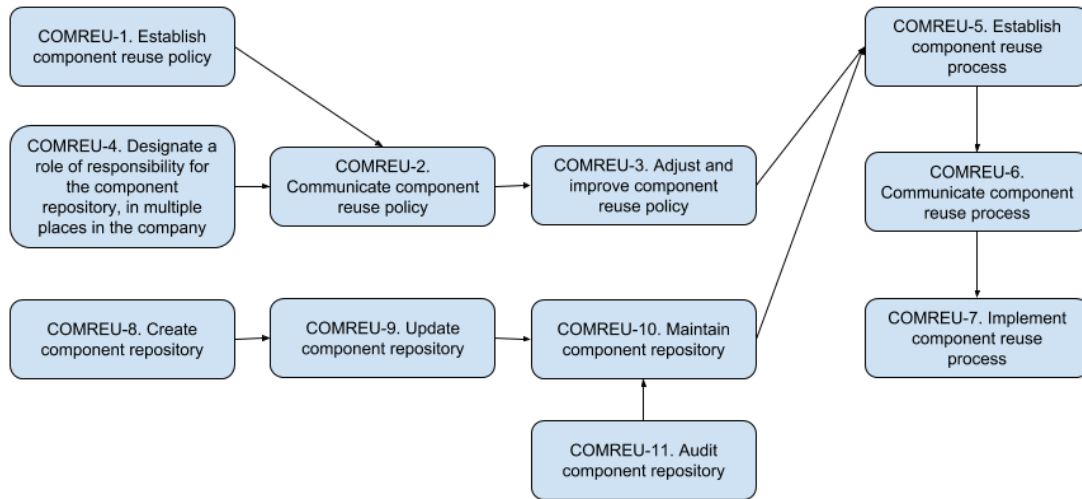 COMREU-1. Establish
component reuse policy
COMREU-5. Establish
component reuse
process
COMREU-4. Designate a
role of responsibility for
the component
repository, in multiple
places in the company
COMREU-2.
Communicate component
reuse policy
COMREU-3. Adjust and
improve component
reuse policy
COMREU-6.
Communicate component
reuse process
COMREU-8. Create
component repository
COMREU-9. Update
component repository
COMREU-10. Maintain
component repository
COMREU-7. Implement
component reuse
process
COMREU-11. Audit
component repository